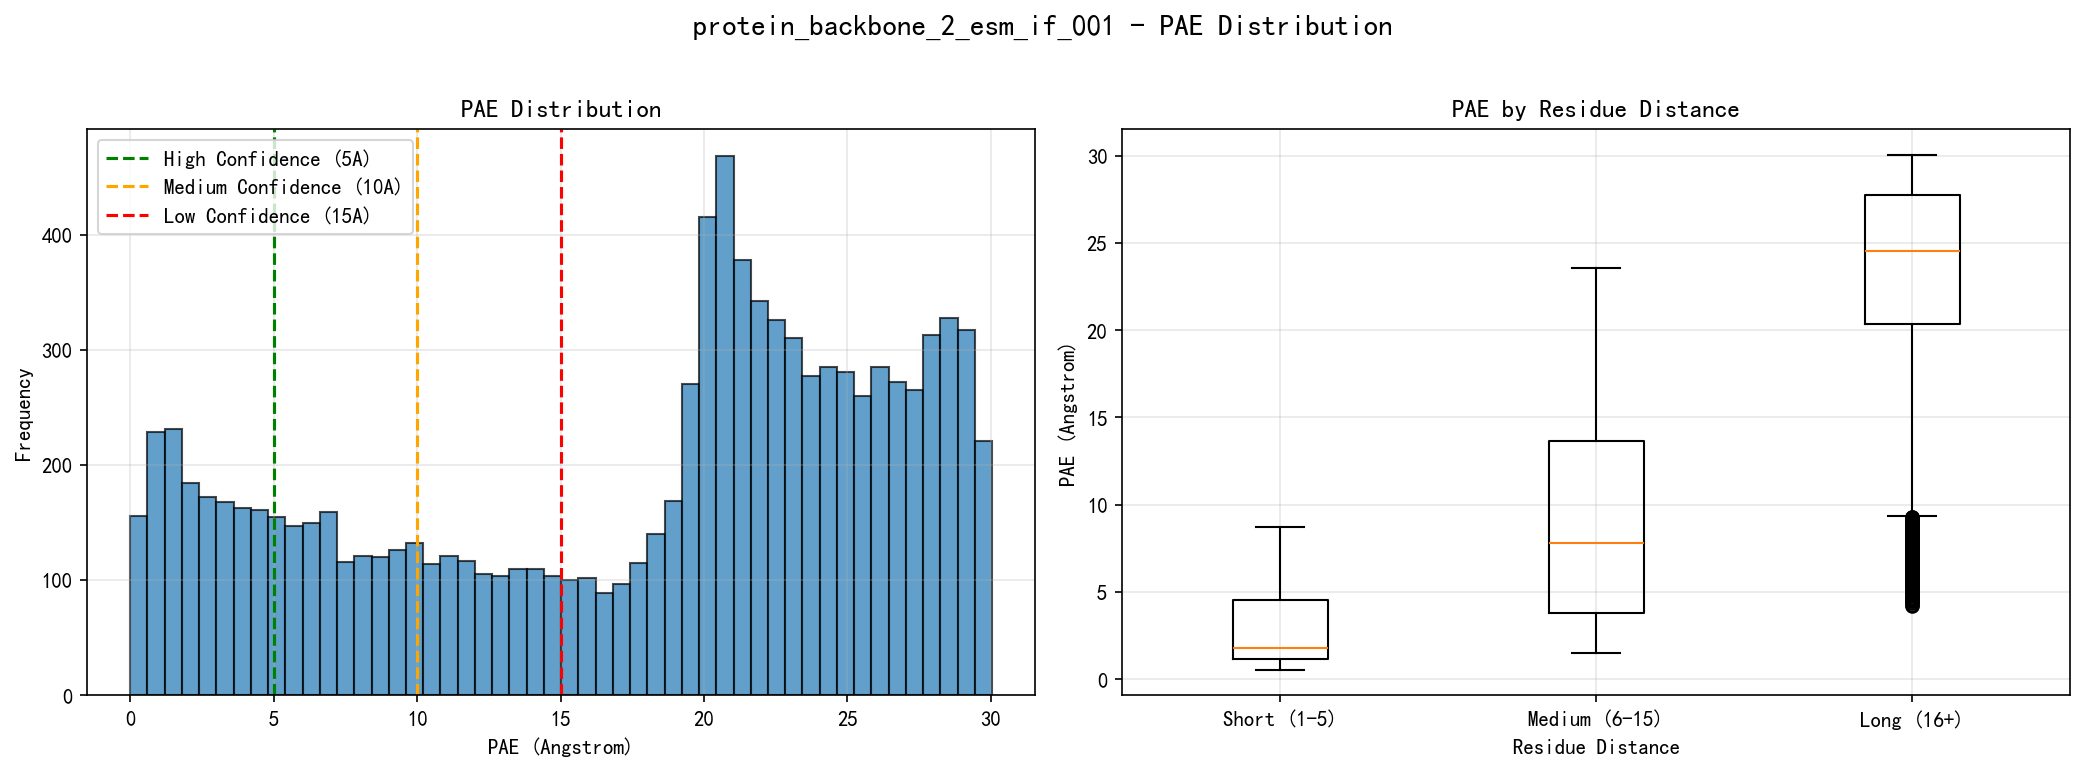 protein_backbone_2_esm_if_001 - PAE Distribution
PAE Distribution
High Confidence (5A)
Medium Confidence (10A)
Low Confidence (15A)
Frequency
400
300
200
100
0
0 5 10 15 20 25 30
PAE (Angstrom)
PAE by Residue Distance
PAE (Angstrom)
30
25
20
15
10
5
0
Short (1-5) Medium (6-15) Long (16+)
Residue Distance